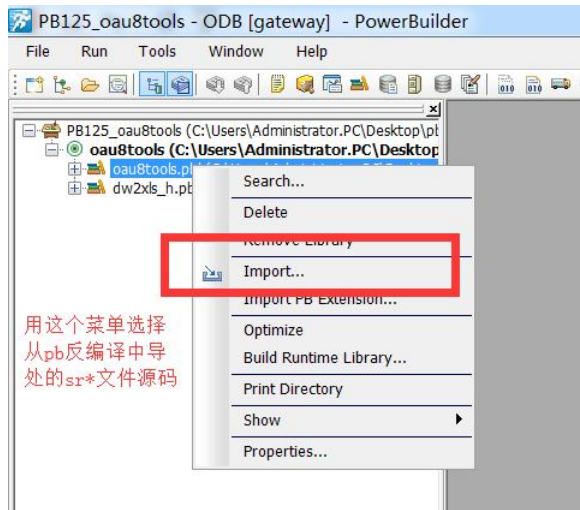 PB125_oau8tools - ODB [gateway] - PowerBuilder
File Run Tools Window Help
PB125_oau8tools (C:\Users\Administrator.PC\Desktop\pb
oau8tools (C:\Users\Administrator.PC\Desktop
oau8tools.pb
dw2xls_h.pb
Search...
Delete
Remove Library
Import...
Import PB Extension...
Optimize
Build Runtime Library...
Print Directory
Show
Properties...
用这个菜单选择
从pb反编译中导
处的sr*文件源码